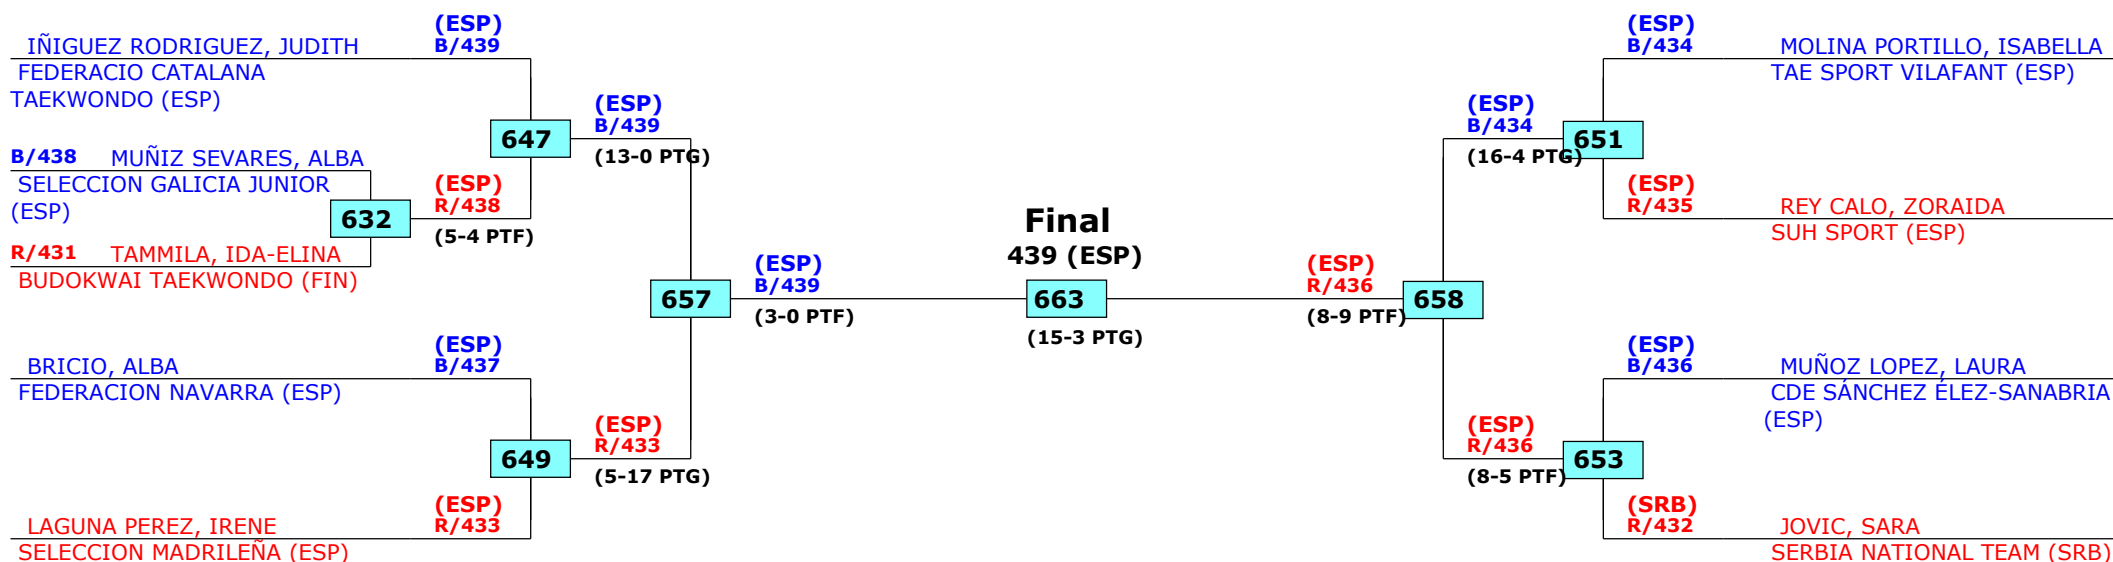 (ESP)
B/439
IÑIGUEZ RODRIGUEZ, JUDITH
FEDERACIO CATALANA
TAEKWONDO (ESP)
647
(ESP)
B/439
(13-0 PTG)
B/438 MUÑIZ SEVARES, ALBA
SELECCION GALICIA JUNIOR
(ESP)
632
(ESP)
R/438
(5-4 PTF)
R/431 TAMMILA, IDA-ELINA
BUDOKWAI TAEKWONDO (FIN)
657
(ESP)
B/439
(3-0 PTF)
(ESP)
B/437
BRICIO, ALBA
FEDERACION NAVARRA (ESP)
649
(ESP)
R/433
(5-17 PTG)
(ESP)
R/433
LAGUNA PEREZ, IRENE
SELECCION MADRILEÑA (ESP)
Final
439 (ESP)
663
(15-3 PTG)
(ESP)
R/436
(8-9 PTF)
658
(ESP)
B/434
MOLINA PORTILLO, ISABELLA
TAE SPORT VILAFANT (ESP)
(ESP)
B/434
(16-4 PTG)
651
(ESP)
R/435
REY CALO, ZORAIDA
SUH SPORT (ESP)
(ESP)
B/436
MUÑOZ LOPEZ, LAURA
CDE SÁNCHEZ ÉLEZ-SANABRIA
(ESP)
(ESP)
R/436
(8-5 PTF)
653
(SRB)
R/432
JOVIC, SARA
SERBIA NATIONAL TEAM (SRB)